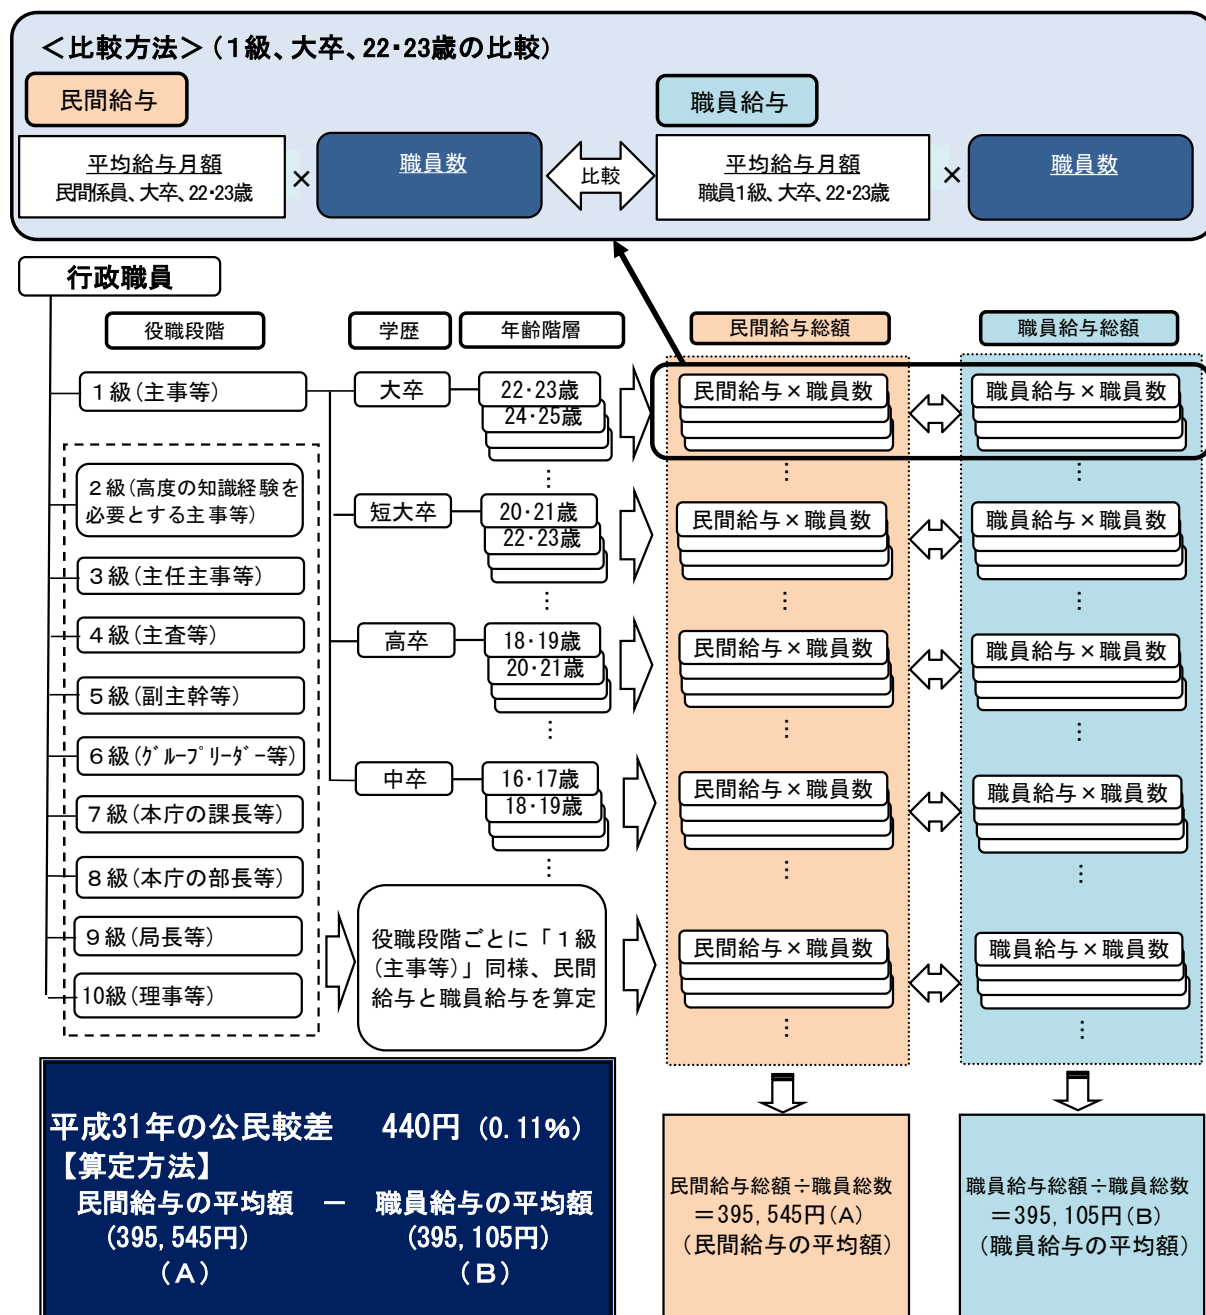 ＜比較方法＞（１級、大卒、22・23歳の比較）
民間給与
職員給与
平均給与月額
民間係員、大卒、22・23歳
×
職員数
比較
平均給与月額
職員1級、大卒、22・23歳
×
職員数
行政職員
役職段階
学歴
年齢階層
民間給与総額
職員給与総額
１級（主事等）
大卒
22・23歳
24・25歳
民間給与×職員数
職員給与×職員数
⋮
⋮
⋮
２級（高度の知識経験を
必要とする主事等）
短大卒
20・21歳
22・23歳
民間給与×職員数
職員給与×職員数
⋮
⋮
⋮
３級（主任主事等）
４級（主査等）
高卒
18・19歳
20・21歳
民間給与×職員数
職員給与×職員数
⋮
⋮
⋮
５級（副主幹等）
６級（ｸﾞﾙｰﾌﾟﾘｰﾀﾞｰ等）
中卒
16・17歳
18・19歳
民間給与×職員数
職員給与×職員数
⋮
⋮
⋮
７級（本庁の課長等）
８級（本庁の部長等）
９級（局長等）
10級（理事等）
役職段階ごとに「１級
（主事等）」同様、民間
給与と職員給与を算定
民間給与×職員数
職員給与×職員数
⋮
⋮
平成31年の公民較差　440円（0.11%）
【算定方法】
民間給与の平均額　－　職員給与の平均額
（395,545円）　（395,105円）
（Ａ）　（Ｂ）
民間給与総額÷職員総数
＝395,545円（Ａ）
（民間給与の平均額）
職員給与総額÷職員総数
＝395,105円（Ｂ）
（職員給与の平均額）